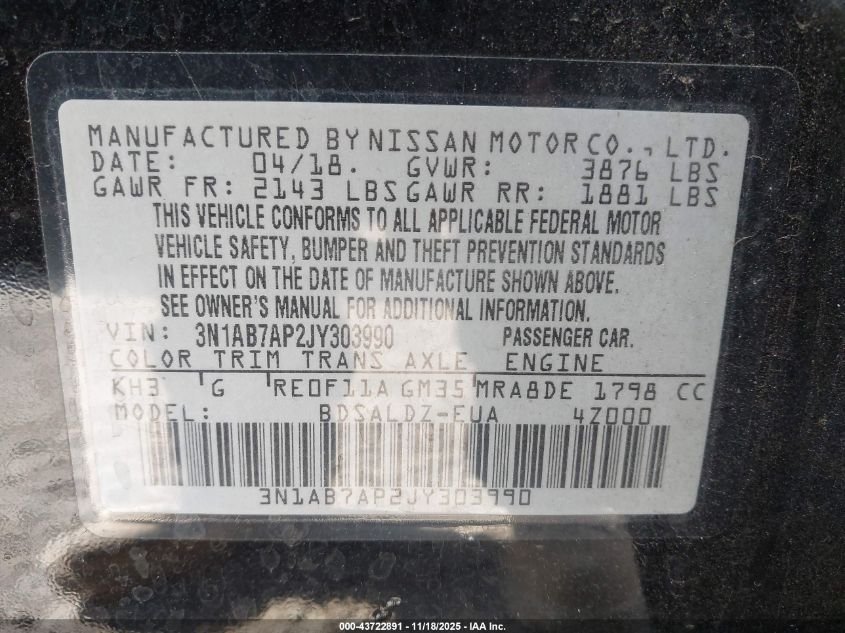 MANUFACTURED BY NISSAN MOTOR CO., LTD.
DATE: 04/18. GVWR: 3876 LBS
GAWR FR: 2143 LBS GAWR RR: 1881 LBS
THIS VEHICLE CONFORMS TO ALL APPLICABLE FEDERAL MOTOR
VEHICLE SAFETY, BUMPER AND THEFT PREVENTION STANDARDS
IN EFFECT ON THE DATE OF MANUFACTURE SHOWN ABOVE.
SEE OWNER'S MANUAL FOR ADDITIONAL INFORMATION.
VIN: 3N1AB7AP2JY303990 PASSENGER CAR.
COLOR TRIM TRANS AXLE ENGINE
KH3 G RE0F11A GM35 MRA8DE 1798 CC
MODEL: BDSALDZ-EUA 4Z000
3N1AB7AP2JY303990
000-43722891 - 11/18/2025 - IAA Inc.